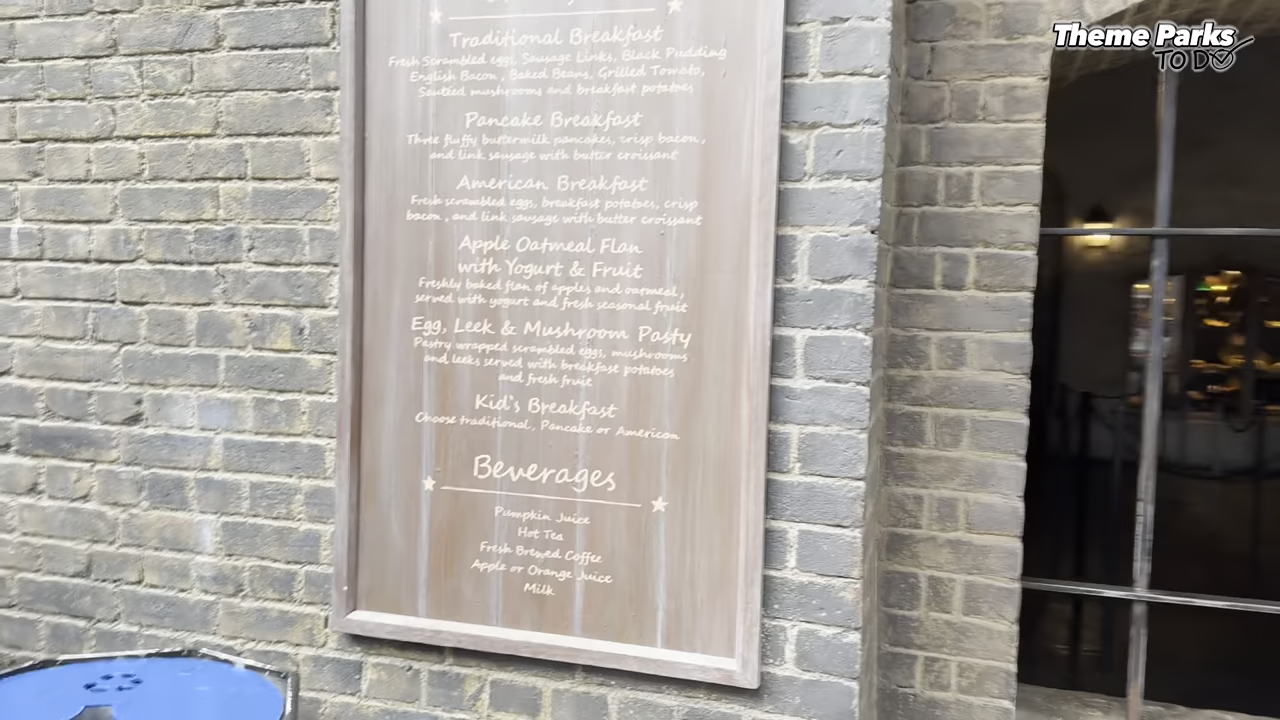 Theme Parks
TO DO
Traditional Breakfast
Fresh Scrambled egg, Sausage Links, Black Pudding
English Bacon, Baked Beans, Grilled Tomato,
Sautéed mushrooms and breakfast potatoes
Pancake Breakfast
Three fluffy buttermilk pancakes, crisp bacon,
and link sausage with butter croissant
American Breakfast
Fresh scrambled eggs, breakfast potatoes, crisp
bacon, and link sausage with butter croissant
Apple Oatmeal Flan
with Yogurt & Fruit
Freshly baked flan of apples and oatmeal,
served with yogurt and fresh seasonal fruit
Egg, Leek & Mushroom Pasty
Pastry wrapped scrambled eggs, mushrooms
and leeks served with breakfast potatoes
and fresh fruit
Kid's Breakfast
Choose traditional, Pancake or American
Beverages
Pumpkin Juice
Hot Tea
Fresh Brewed Coffee
Apple or Orange Juice
Milk